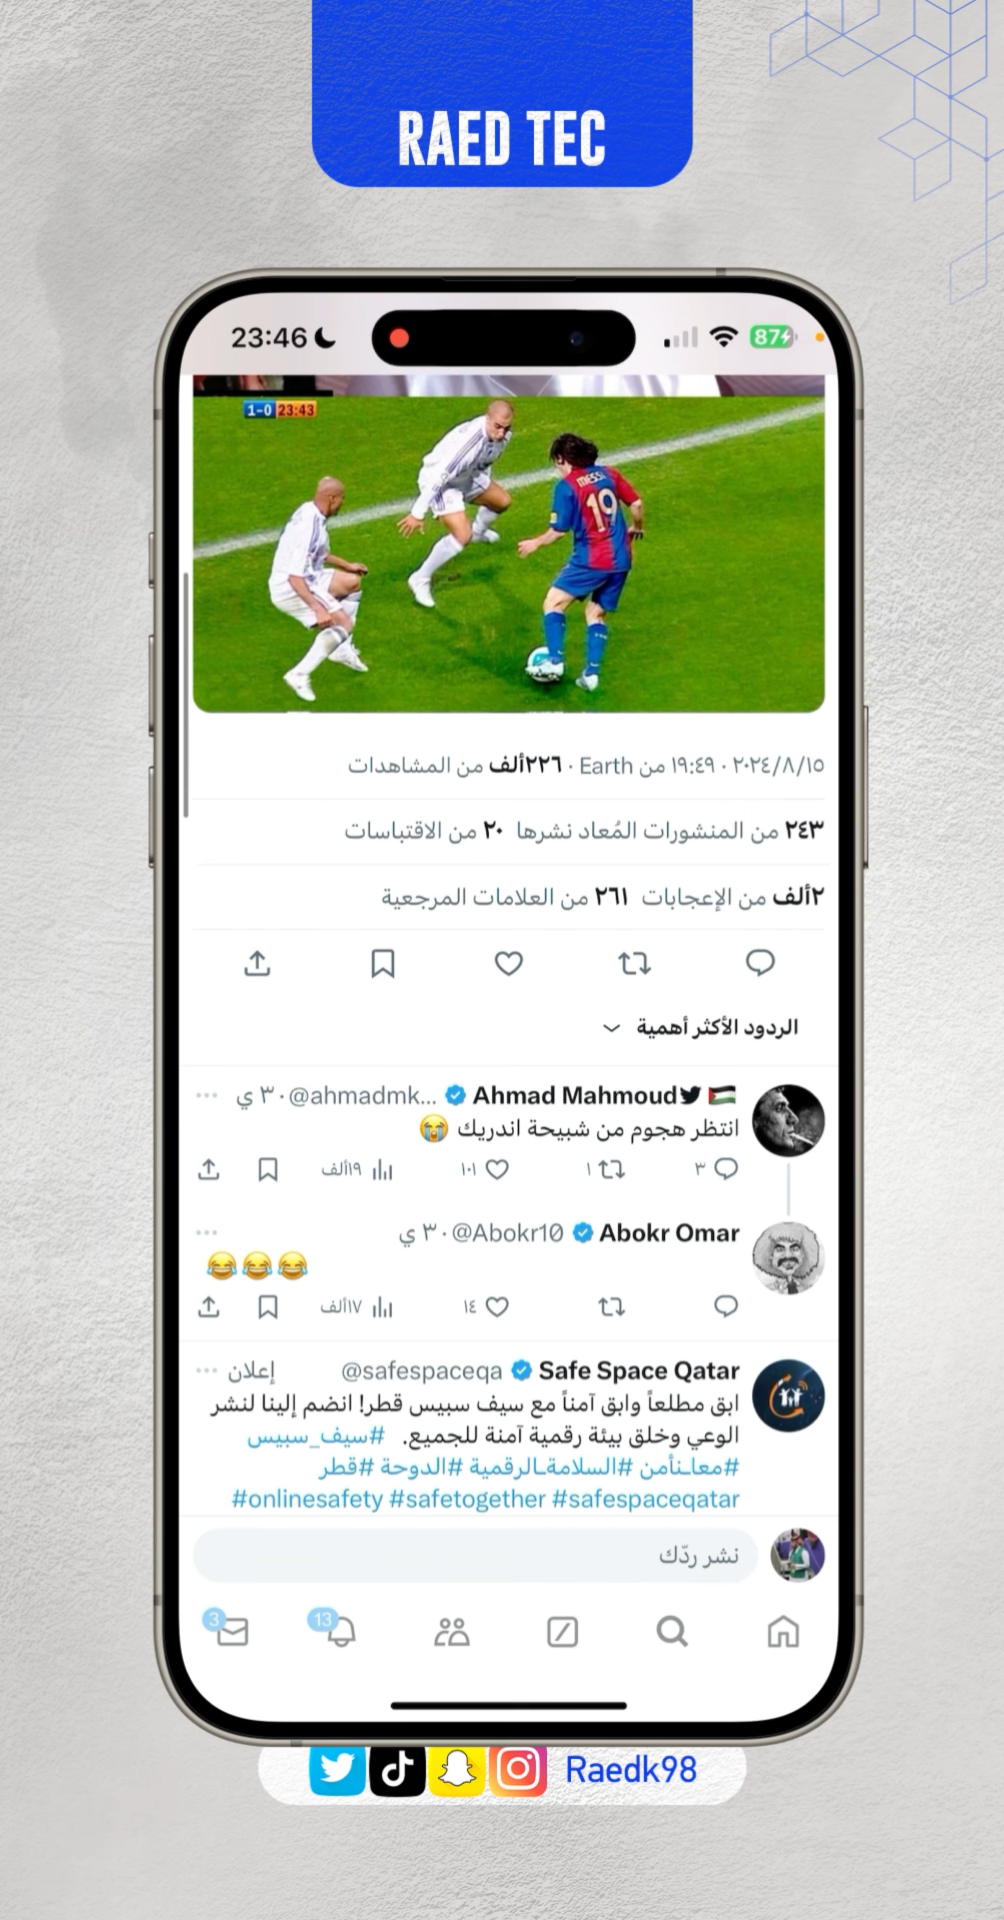 RAED TEC
23:46
87
1-0 23:43
MESSI
19
٢٠٢٤/٨/١٥ · ١٩:٤٩ من Earth · ٢٢٦ألف من المشاهدات
٢٤٣ من المنشورات المُعاد نشرها ٢٠ من الاقتباسات
٢ألف من الإعجابات ٢٦١ من العلامات المرجعية
الردود الأكثر أهمية
Ahmad Mahmoud🇵🇸 @ahmadmk... · ٣٠ ي
انتظر هجوم من شبيحة اندريك 😭
٣ ١ ١٠١ ١٩ألف
Abokr Omar @Abokr10 · ٣٠ ي
😂😂😂
١٤ ١٧ألف
Safe Space Qatar @safespaceqa إعلان
ابق مطلعاً وابق آمناً مع سيف سبيس قطر! انضم إلينا لنشر
الوعي وخلق بيئة رقمية آمنة للجميع. #سيف_سبيس
#معاـنأمن #السلامةـالرقمية #الدوحة #قطر
#onlinesafety #safetogether #safespaceqatar
نشر ردّك
3 13
Raedk98